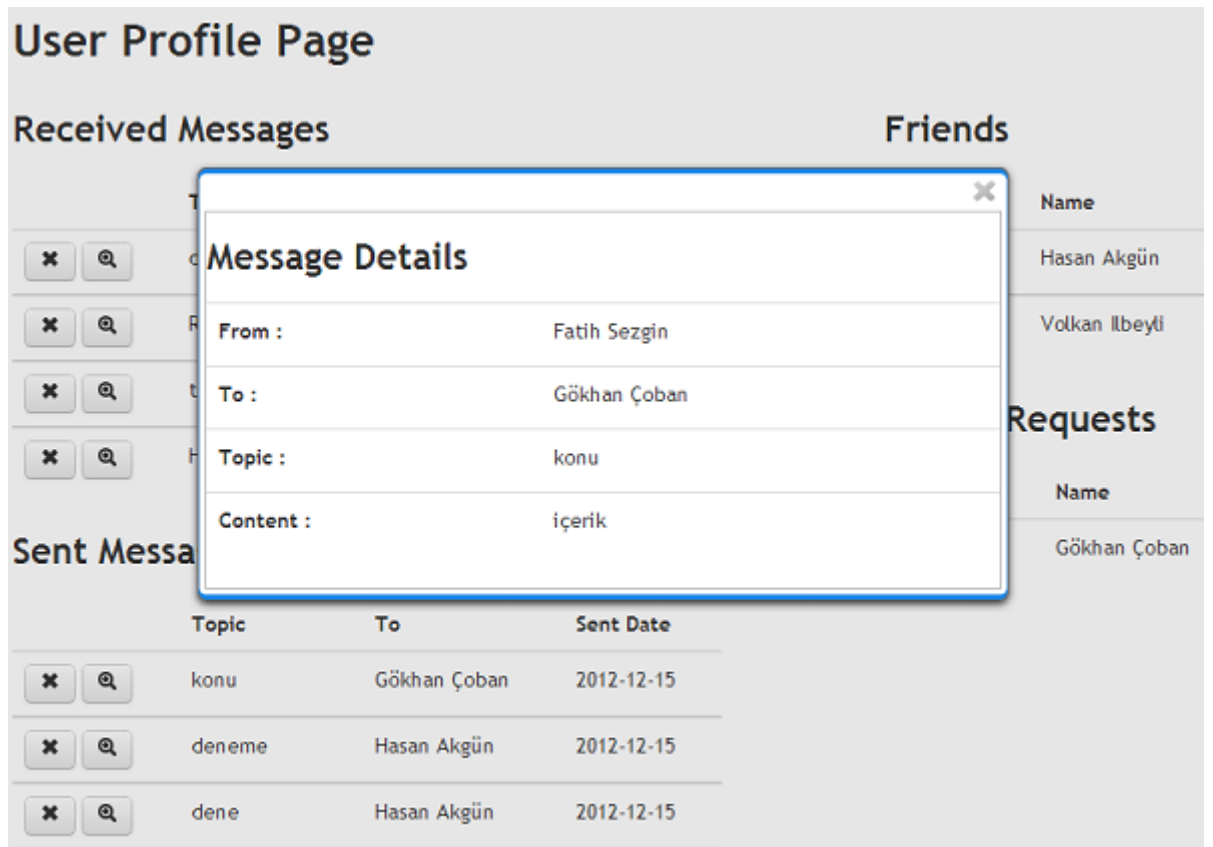 User Profile Page
Received Messages
Friends
Name
Hasan Akgün
Volkan Ilbeyli
Requests
Name
Gökhan Çoban
Message Details
From : Fatih Sezgin
To : Gökhan Çoban
Topic : konu
Content : içerik
Sent
Topic To Sent Date
konu Gökhan Çoban 2012-12-15
deneme Hasan Akgün 2012-12-15
dene Hasan Akgün 2012-12-15